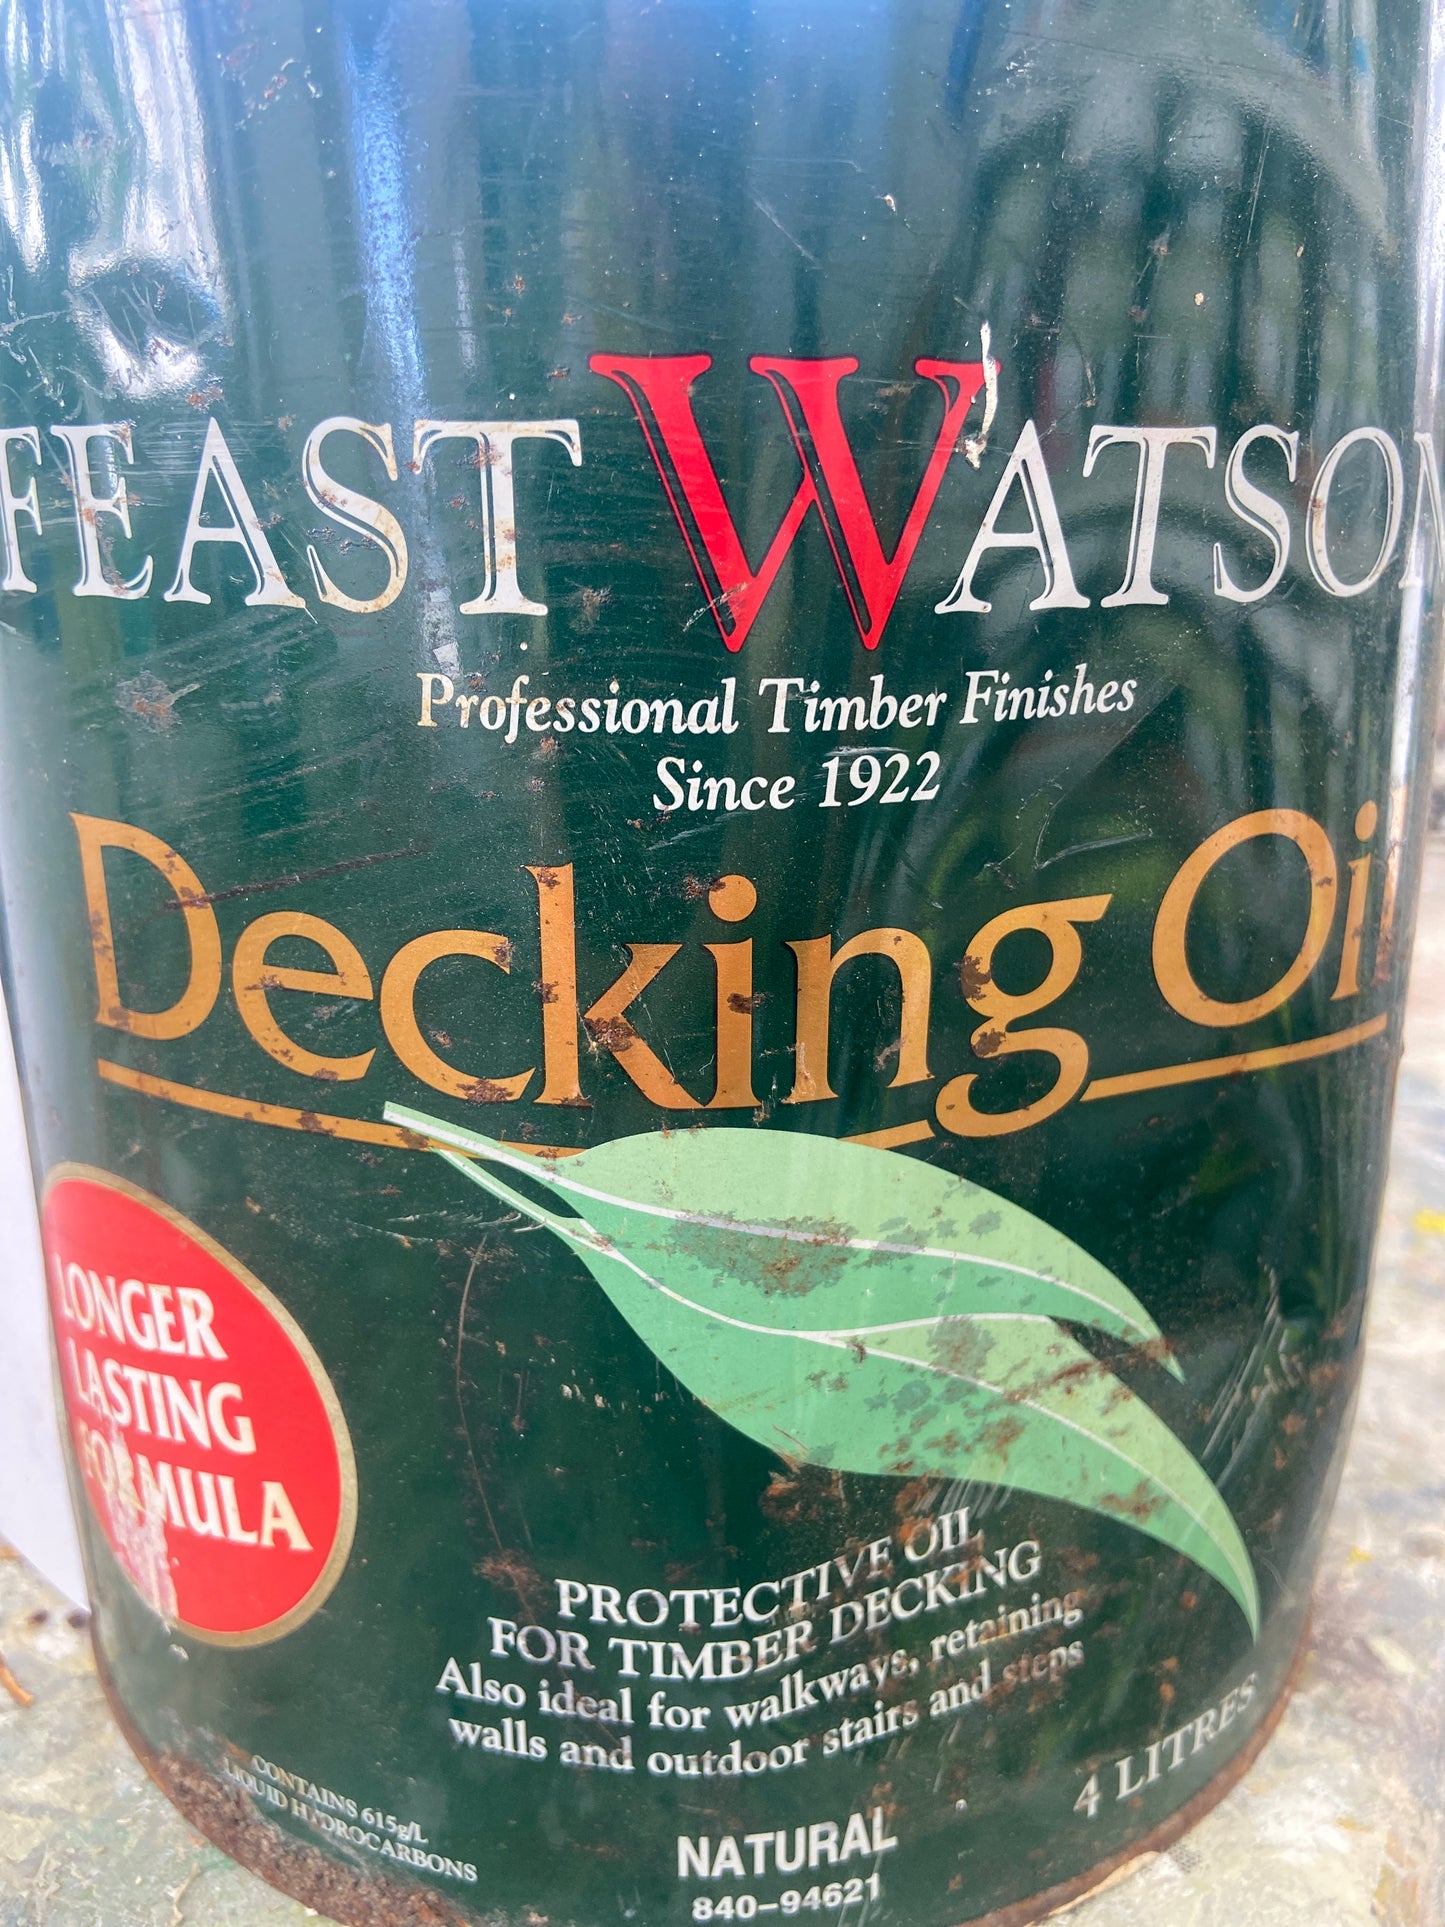 FEAST WATSON
Professional Timber Finishes
Since 1922
Decking Oil
LONGER
LASTING
FORMULA
PROTECTIVE OIL
FOR TIMBER DECKING
Also ideal for walkways, retaining
walls and outdoor stairs and steps
CONTAINS 615g/L
LIQUID HYDROCARBONS
4 LITRES
NATURAL
840-94621